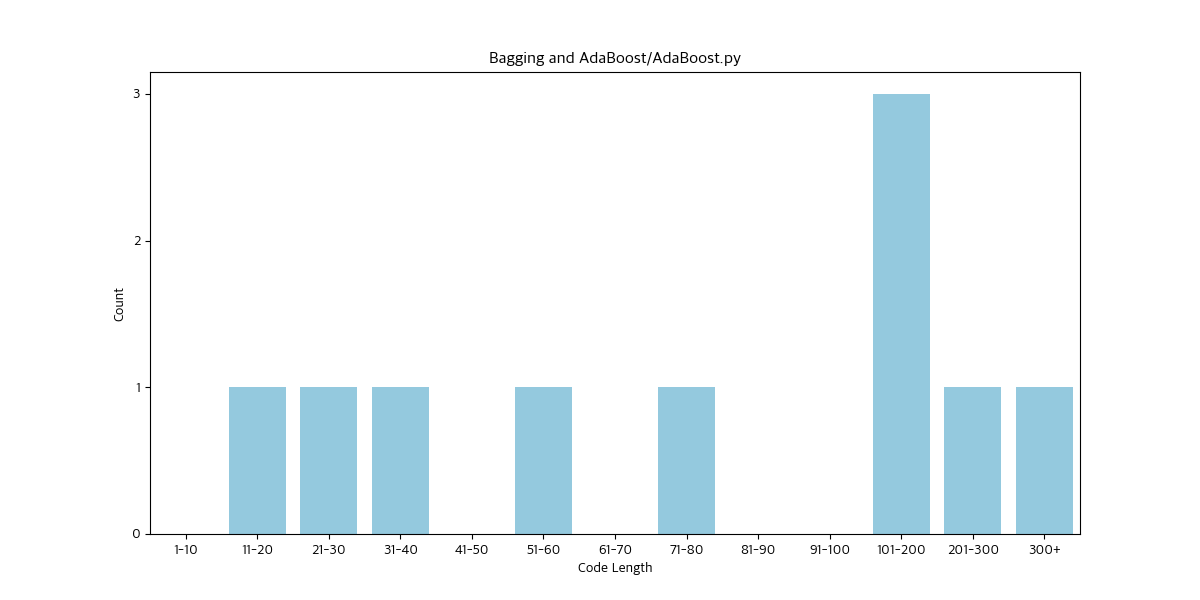 Bagging and AdaBoost/AdaBoost.py
Count
3
2
1
0
1-10 11-20 21-30 31-40 41-50 51-60 61-70 71-80 81-90 91-100 101-200 201-300 300+
Code Length